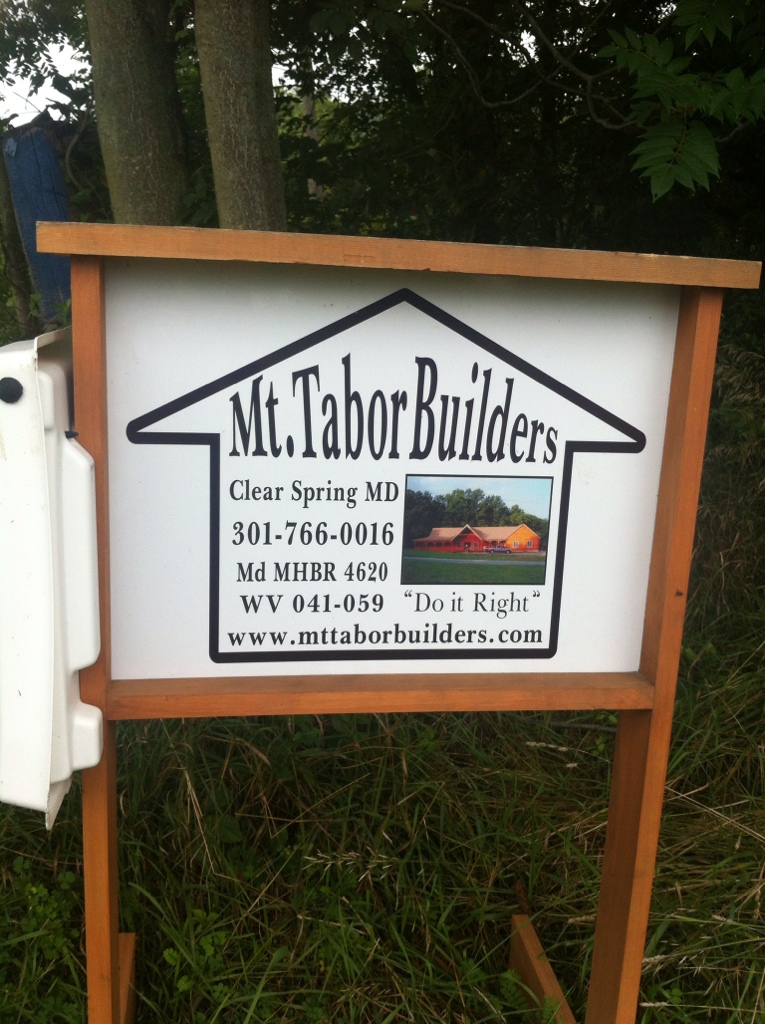 Mt. Tabor Builders
Clear Spring MD
301-766-0016
Md MHBR 4620
WV 041-059
"Do it Right"
www.mttaborbuilders.com